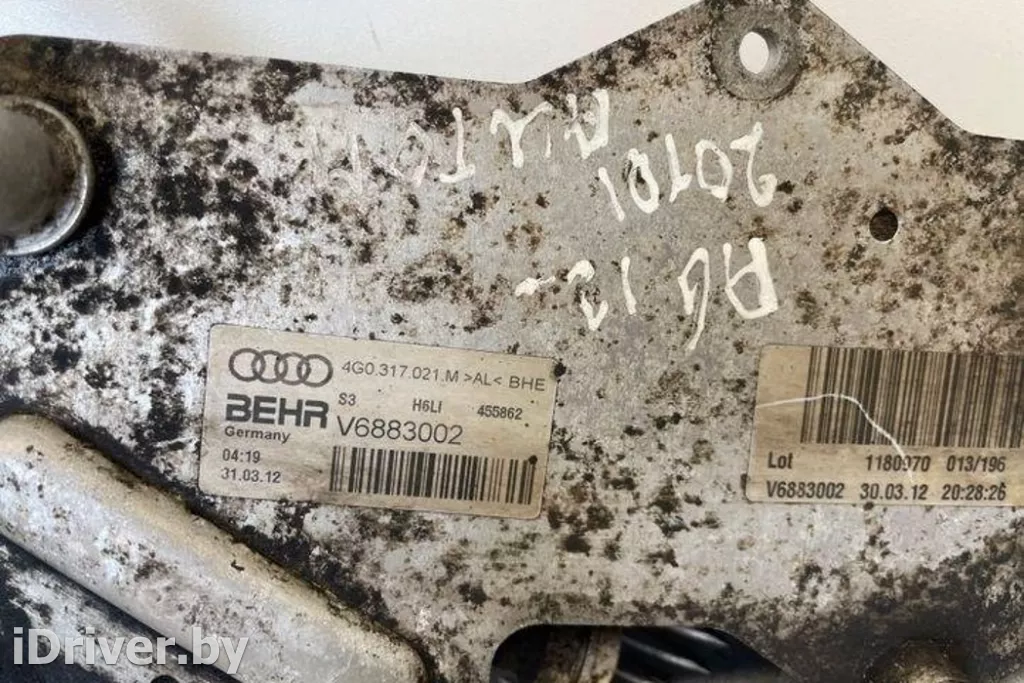 20101
A6 12-
4G0.317.021.M >AL< BHE
BEHR
S3 H6LI 455862
V6883002
Germany
04:19
31.03.12
Lot 1180970 013/196
V6883002 30.03.12 20:28:26
iDriver.by